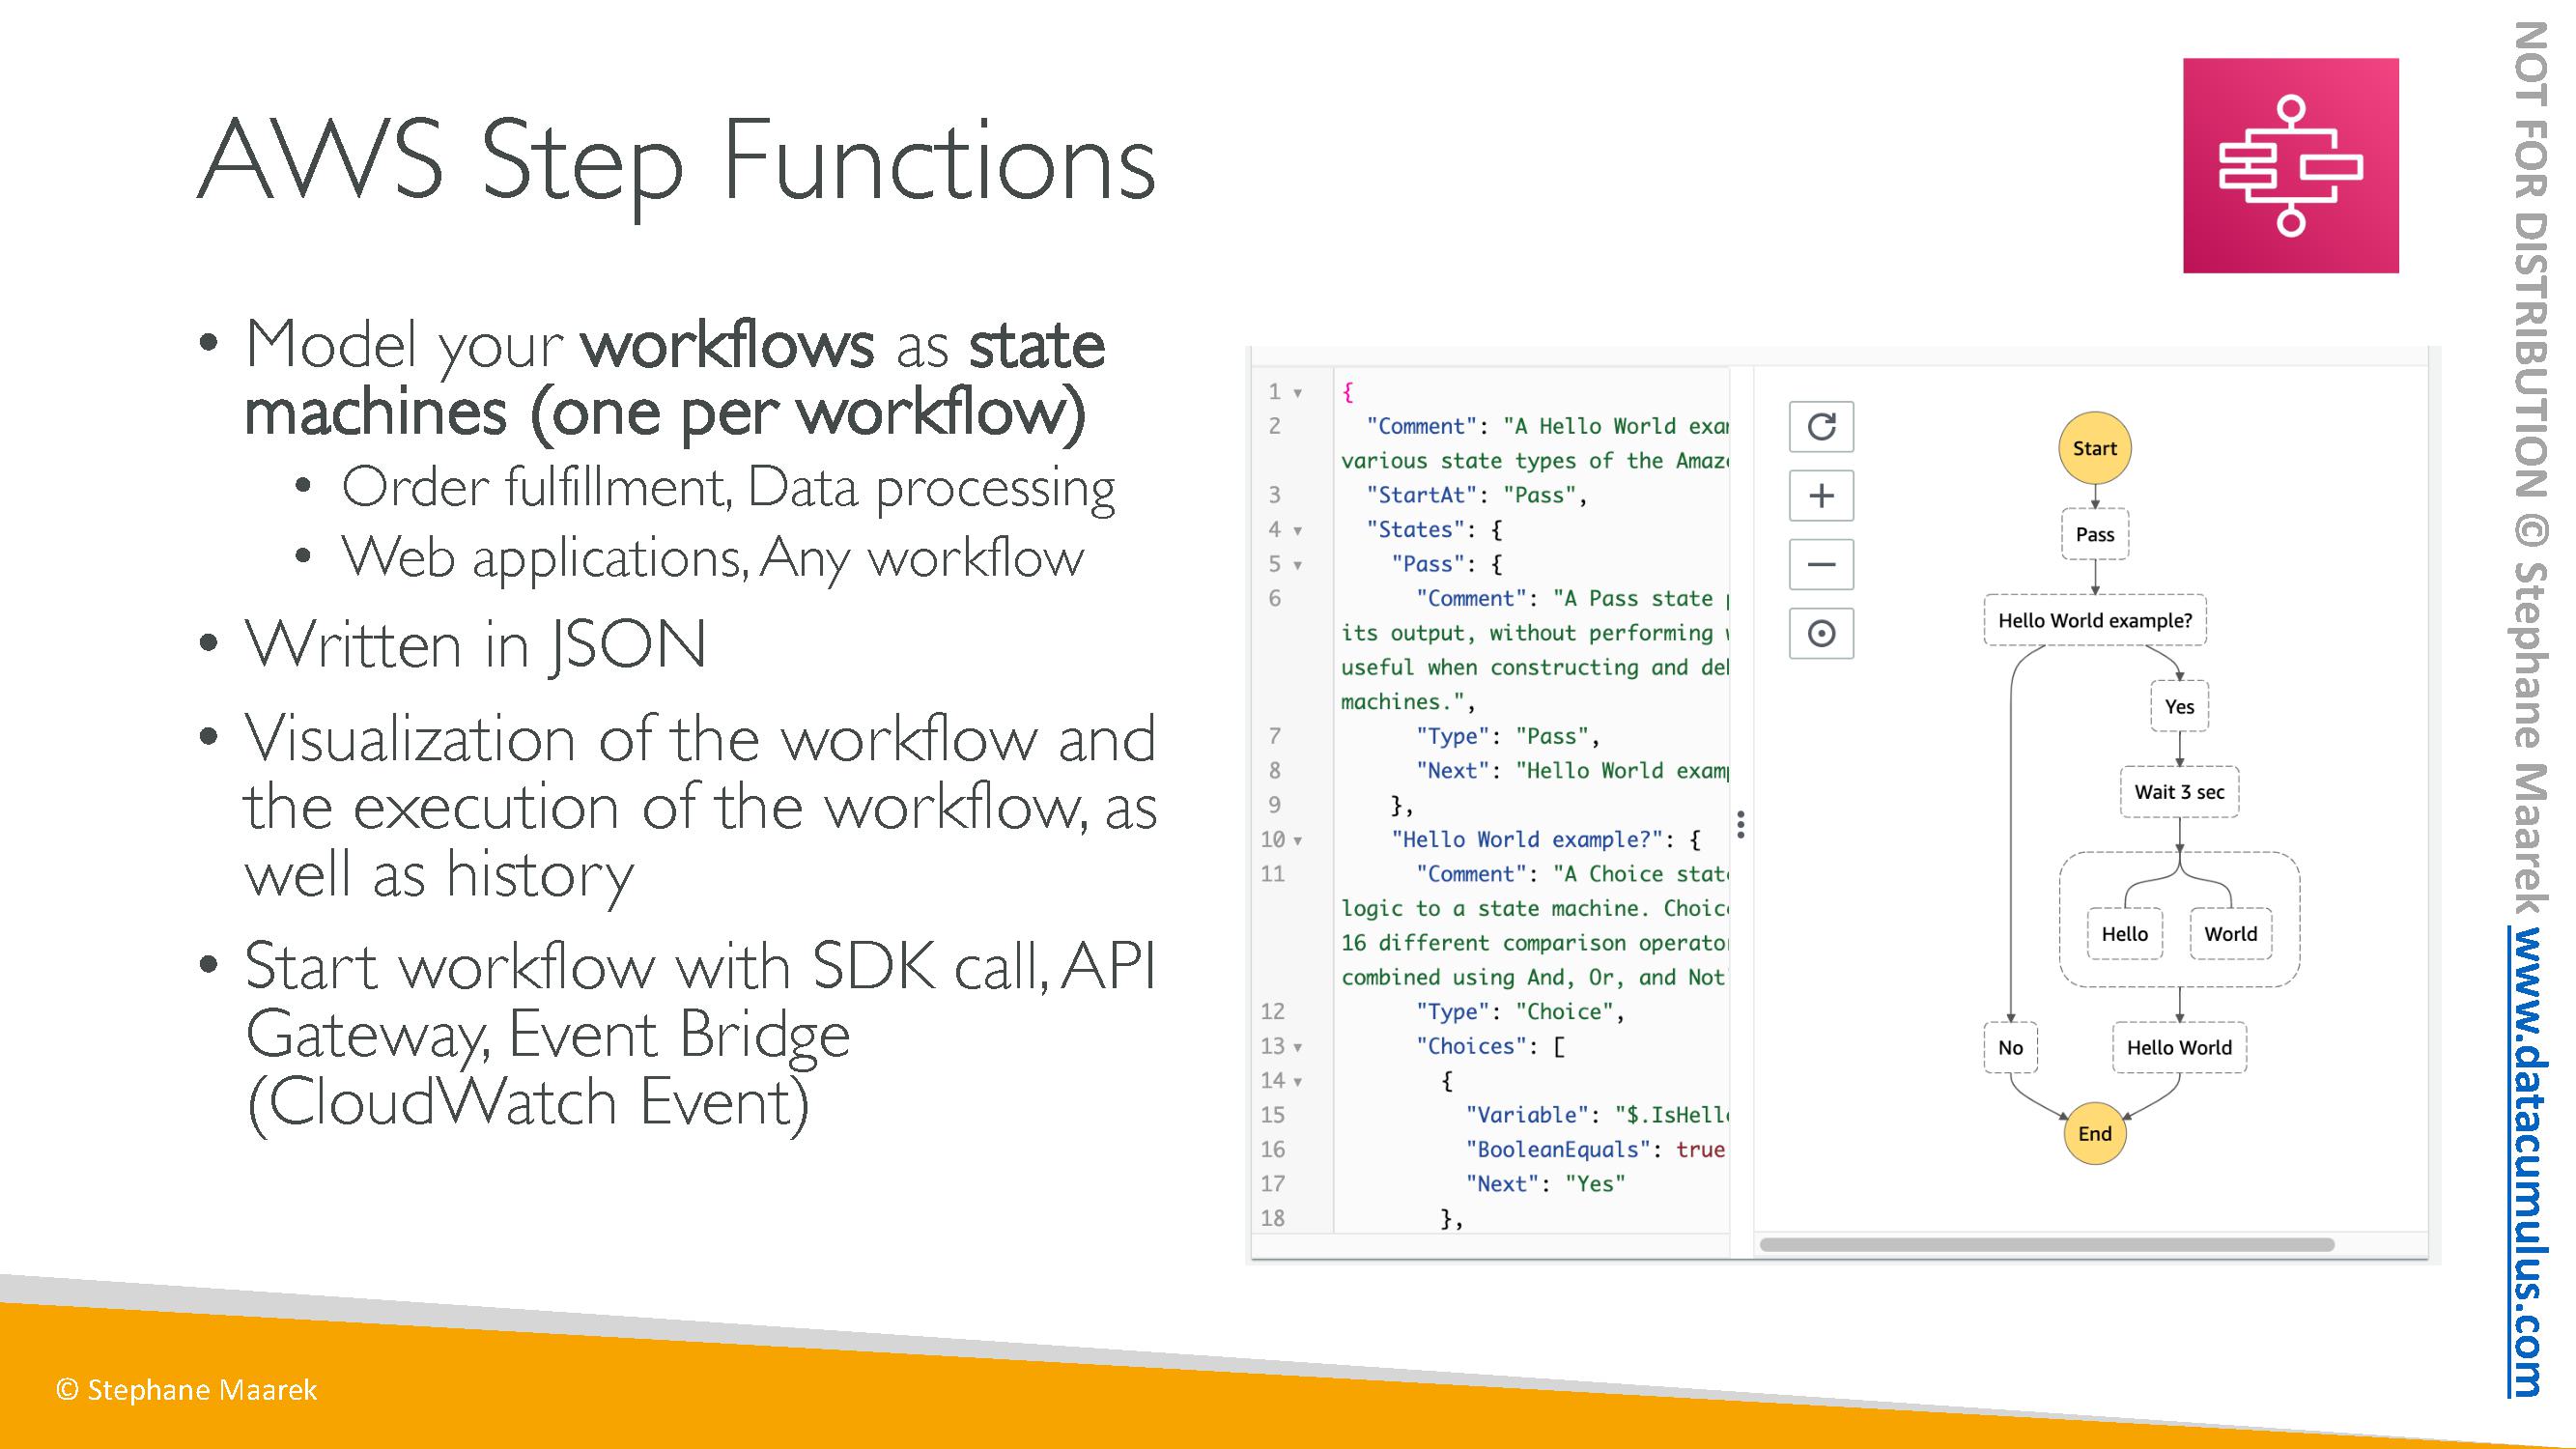 AWS Step Functions
• Model your workflows as state
machines (one per workflow)
• Order fulfillment, Data processing
• Web applications, Any workflow
• Written in JSON
• Visualization of the workflow and
the execution of the workflow, as
well as history
• Start workflow with SDK call, API
Gateway, Event Bridge
(CloudWatch Event)
1 {
2 "Comment": "A Hello World exa
various state types of the Amaz
3 "StartAt": "Pass",
4 "States": {
5 "Pass": {
6 "Comment": "A Pass state
its output, without performing
useful when constructing and de
machines.",
7 "Type": "Pass",
8 "Next": "Hello World exam
9 },
10 "Hello World example?": {
11 "Comment": "A Choice stat
logic to a state machine. Choic
16 different comparison operato
combined using And, Or, and Not
12 "Type": "Choice",
13 "Choices": [
14 {
15 "Variable": "$.IsHell
16 "BooleanEquals": true
17 "Next": "Yes"
18 },
Start
Pass
Hello World example?
Yes
Wait 3 sec
Hello World
No Hello World
End
© Stephane Maarek
NOT FOR DISTRIBUTION © Stephane Maarek www.datacumulus.com